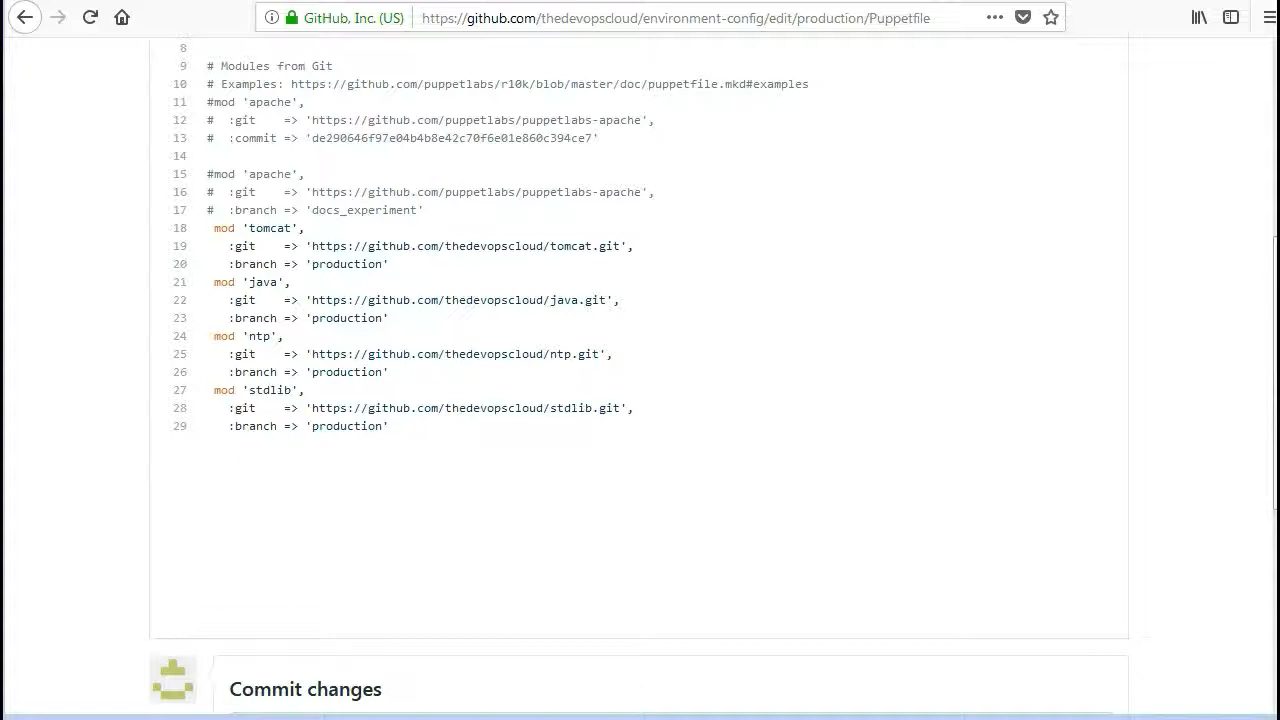 GitHub, Inc. (US) https://github.com/thedevopscloud/environment-config/edit/production/Puppetfile
8
9 # Modules from Git
10 # Examples: https://github.com/puppetlabs/r10k/blob/master/doc/puppetfile.mkd#examples
11 #mod 'apache',
12 #  :git    => 'https://github.com/puppetlabs/puppetlabs-apache',
13 #  :commit => 'de290646f97e04b4b8e42c70f6e01e860c394ce7'
14
15 #mod 'apache',
16 #  :git    => 'https://github.com/puppetlabs/puppetlabs-apache',
17 #  :branch => 'docs_experiment'
18  mod 'tomcat',
19    :git    => 'https://github.com/thedevopscloud/tomcat.git',
20    :branch => 'production'
21  mod 'java',
22    :git    => 'https://github.com/thedevopscloud/java.git',
23    :branch => 'production'
24  mod 'ntp',
25    :git    => 'https://github.com/thedevopscloud/ntp.git',
26    :branch => 'production'
27  mod 'stdlib',
28    :git    => 'https://github.com/thedevopscloud/stdlib.git',
29    :branch => 'production'
Commit changes